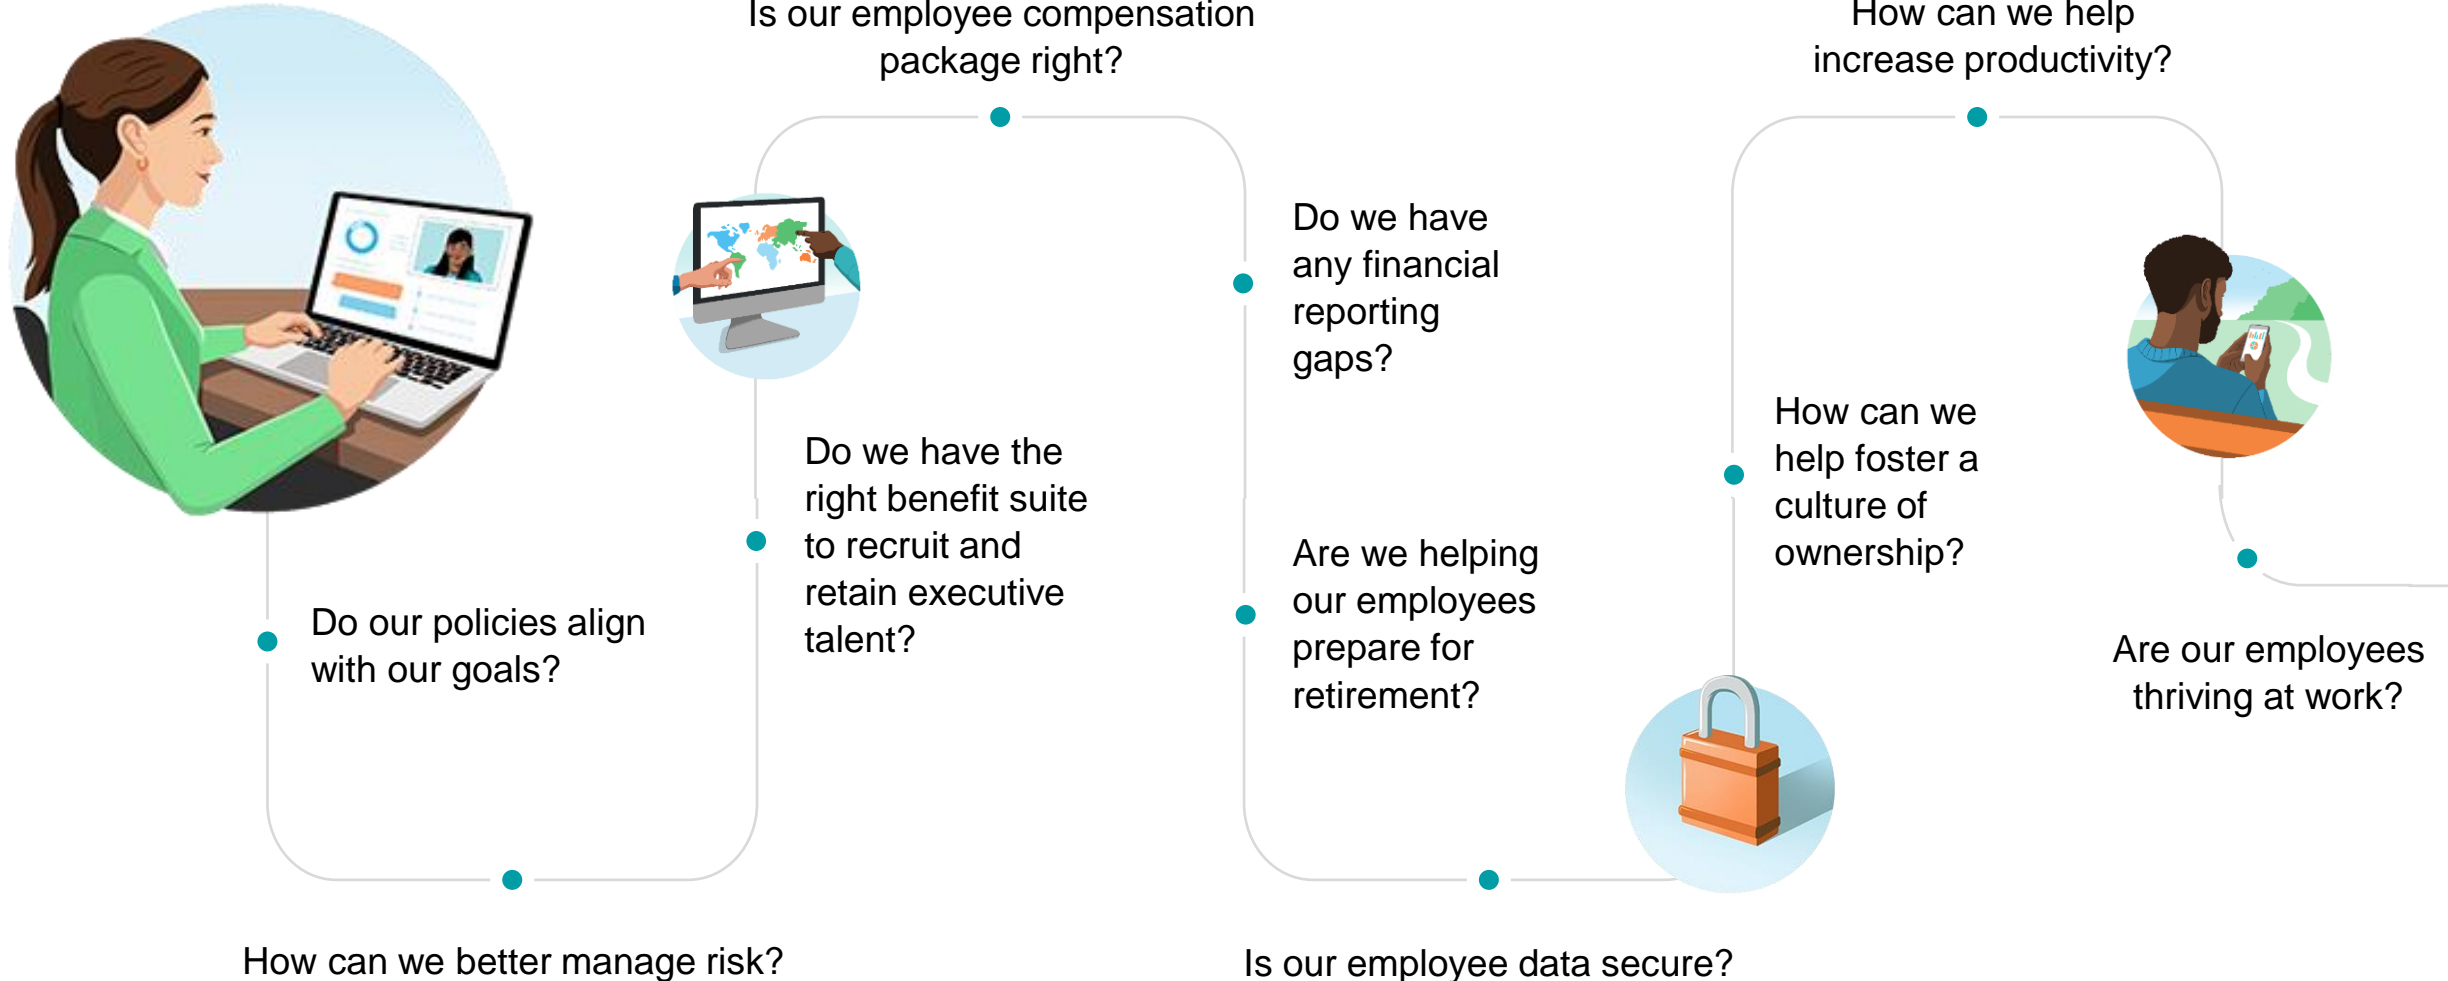 Do our policies align
with our goals?
How can we better manage risk?
Do we have the
right benefit suite
to recruit and
retain executive
talent?
Is our employee compensation
package right?
Do we have
any financial
reporting
gaps?
Are we helping
our employees
prepare for
retirement?
Is our employee data secure?
How can we
help foster a
culture of
ownership?
How can we help
increase productivity?
Are our employees
thriving at work?